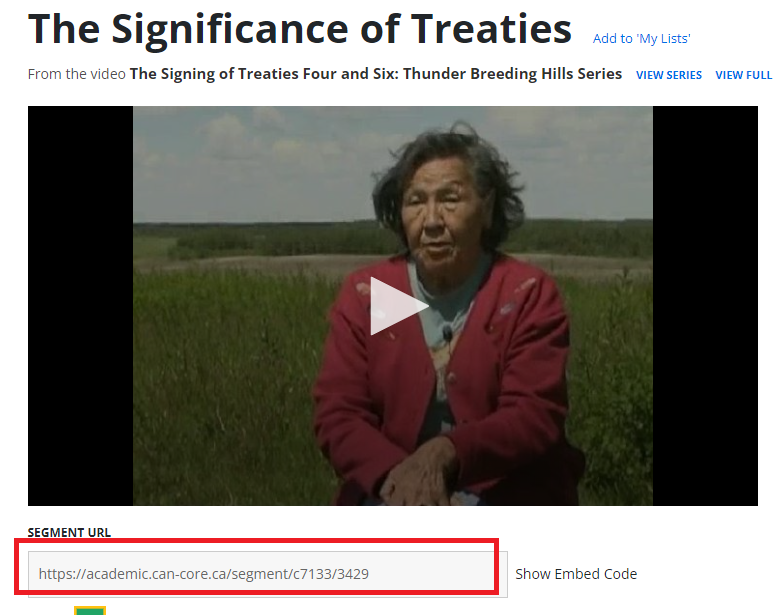 The Significance of Treaties Add to 'My Lists'
From the video The Signing of Treaties Four and Six: Thunder Breeding Hills Series VIEW SERIES VIEW FULL
SEGMENT URL
https://academic.can-core.ca/segment/c7133/3429 Show Embed Code